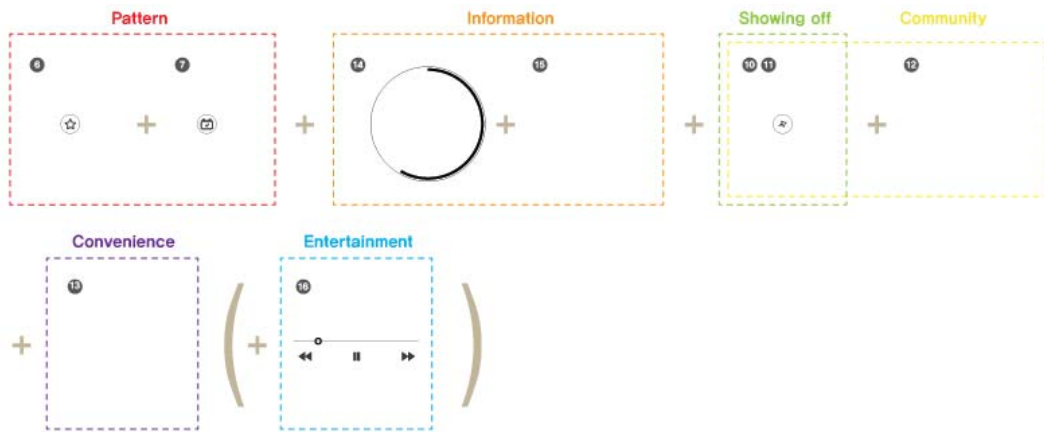 Pattern
Information
Showing off
Community
6
7
14
15
10 11
12
+
+
+
+
+
Convenience
Entertainment
13
16
+
( +
)